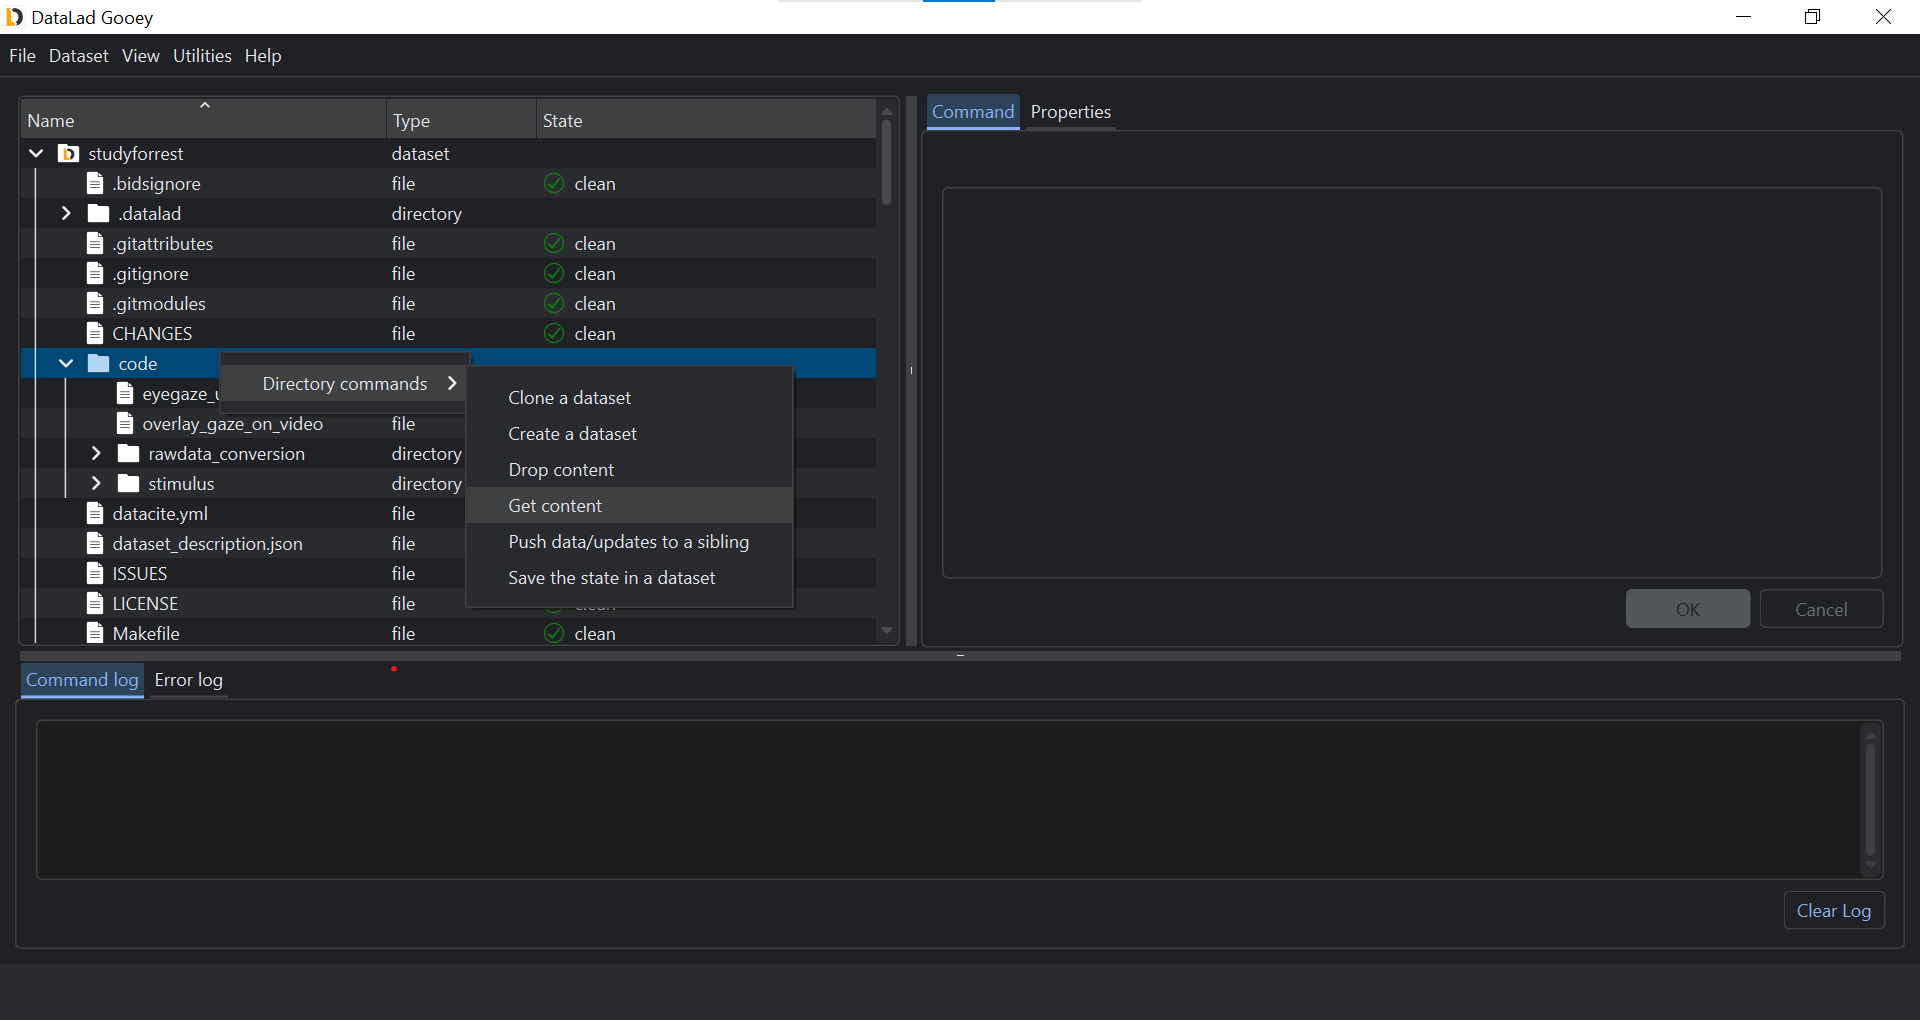 DataLad Gooey
File Dataset View Utilities Help
Name Type State
studyforrest dataset
.bidsignore file clean
.datalad directory
.gitattributes file clean
.gitignore file clean
.gitmodules file clean
CHANGES file clean
code
eyegaze_
overlay_gaze_on_video file
rawdata_conversion directory
stimulus directory
datacite.yml file
dataset_description.json file
ISSUES file
LICENSE file
Makefile file clean
Directory commands
Clone a dataset
Create a dataset
Drop content
Get content
Push data/updates to a sibling
Save the state in a dataset
Command Properties
OK Cancel
Command log Error log
Clear Log